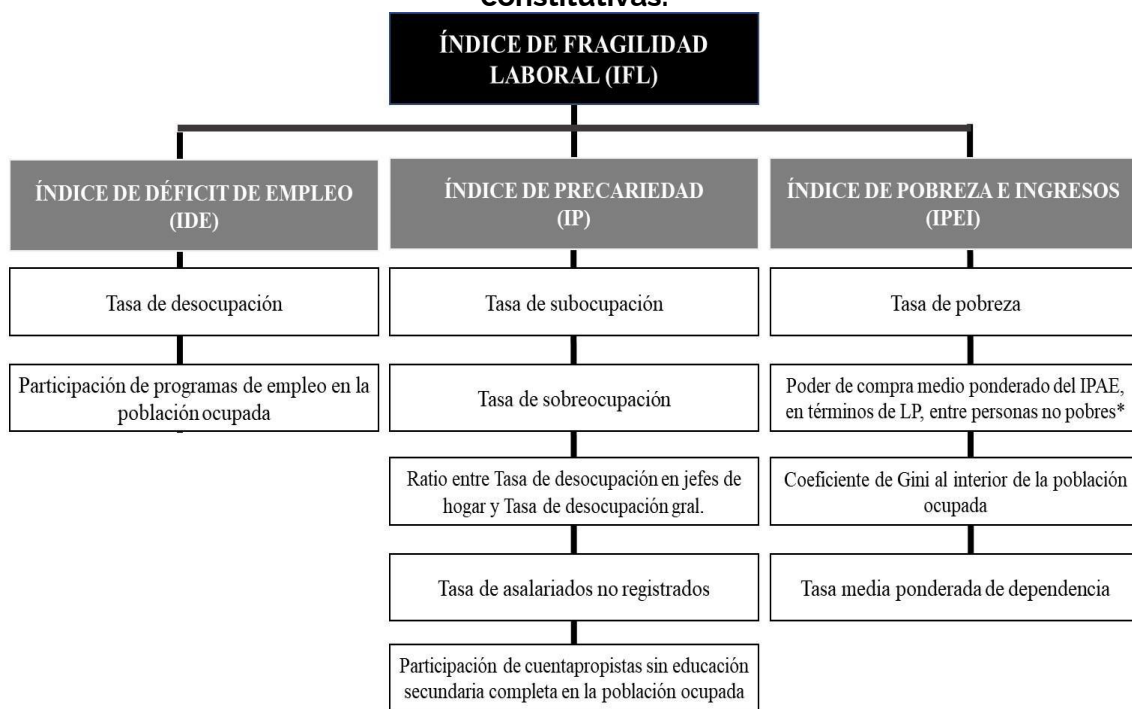 constitutivas.
ÍNDICE DE FRAGILIDAD
LABORAL (IFL)
ÍNDICE DE DÉFICIT DE EMPLEO
(IDE)
Tasa de desocupación
Participación de programas de empleo en la
población ocupada
ÍNDICE DE PRECARIEDAD
(IP)
Tasa de subocupación
Tasa de sobreocupación
Ratio entre Tasa de desocupación en jefes de
hogar y Tasa de desocupación gral.
Tasa de asalariados no registrados
Participación de cuentapropistas sin educación
secundaria completa en la población ocupada
ÍNDICE DE POBREZA E INGRESOS
(IPEI)
Tasa de pobreza
Poder de compra medio ponderado del IPAE,
en términos de LP, entre personas no pobres*
Coeficiente de Gini al interior de la población
ocupada
Tasa media ponderada de dependencia